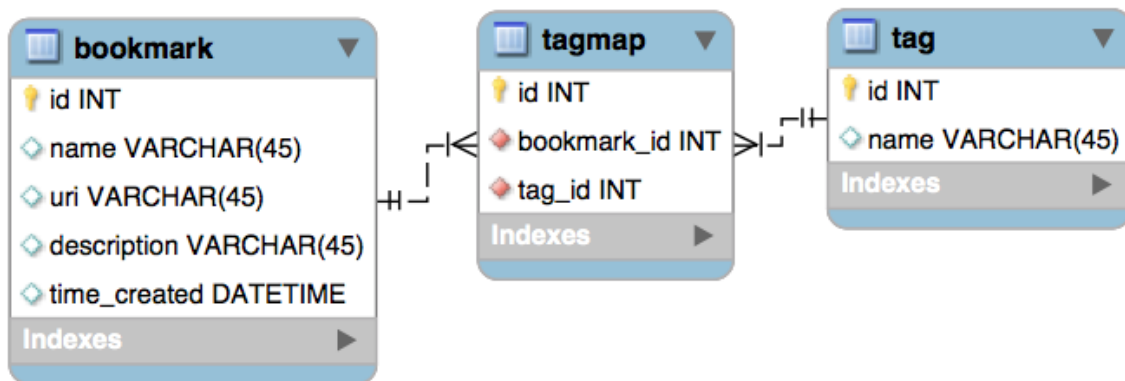 bookmark
id INT
name VARCHAR(45)
uri VARCHAR(45)
description VARCHAR(45)
time_created DATETIME
Indexes
tagmap
id INT
bookmark_id INT
tag_id INT
Indexes
tag
id INT
name VARCHAR(45)
Indexes